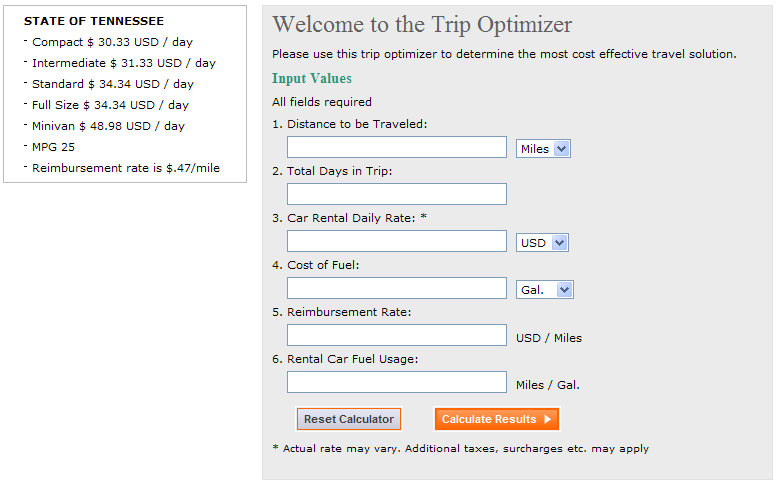 STATE OF TENNESSEE
- Compact $ 30.33 USD / day
- Intermediate $ 31.33 USD / day
- Standard $ 34.34 USD / day
- Full Size $ 34.34 USD / day
- Minivan $ 48.98 USD / day
- MPG 25
- Reimbursement rate is $.47/mile
Welcome to the Trip Optimizer
Please use this trip optimizer to determine the most cost effective travel solution.
Input Values
All fields required
1. Distance to be Traveled:
Miles
2. Total Days in Trip:
3. Car Rental Daily Rate: *
USD
4. Cost of Fuel:
Gal.
5. Reimbursement Rate:
USD / Miles
6. Rental Car Fuel Usage:
Miles / Gal.
Reset Calculator Calculate Results
* Actual rate may vary. Additional taxes, surcharges etc. may apply